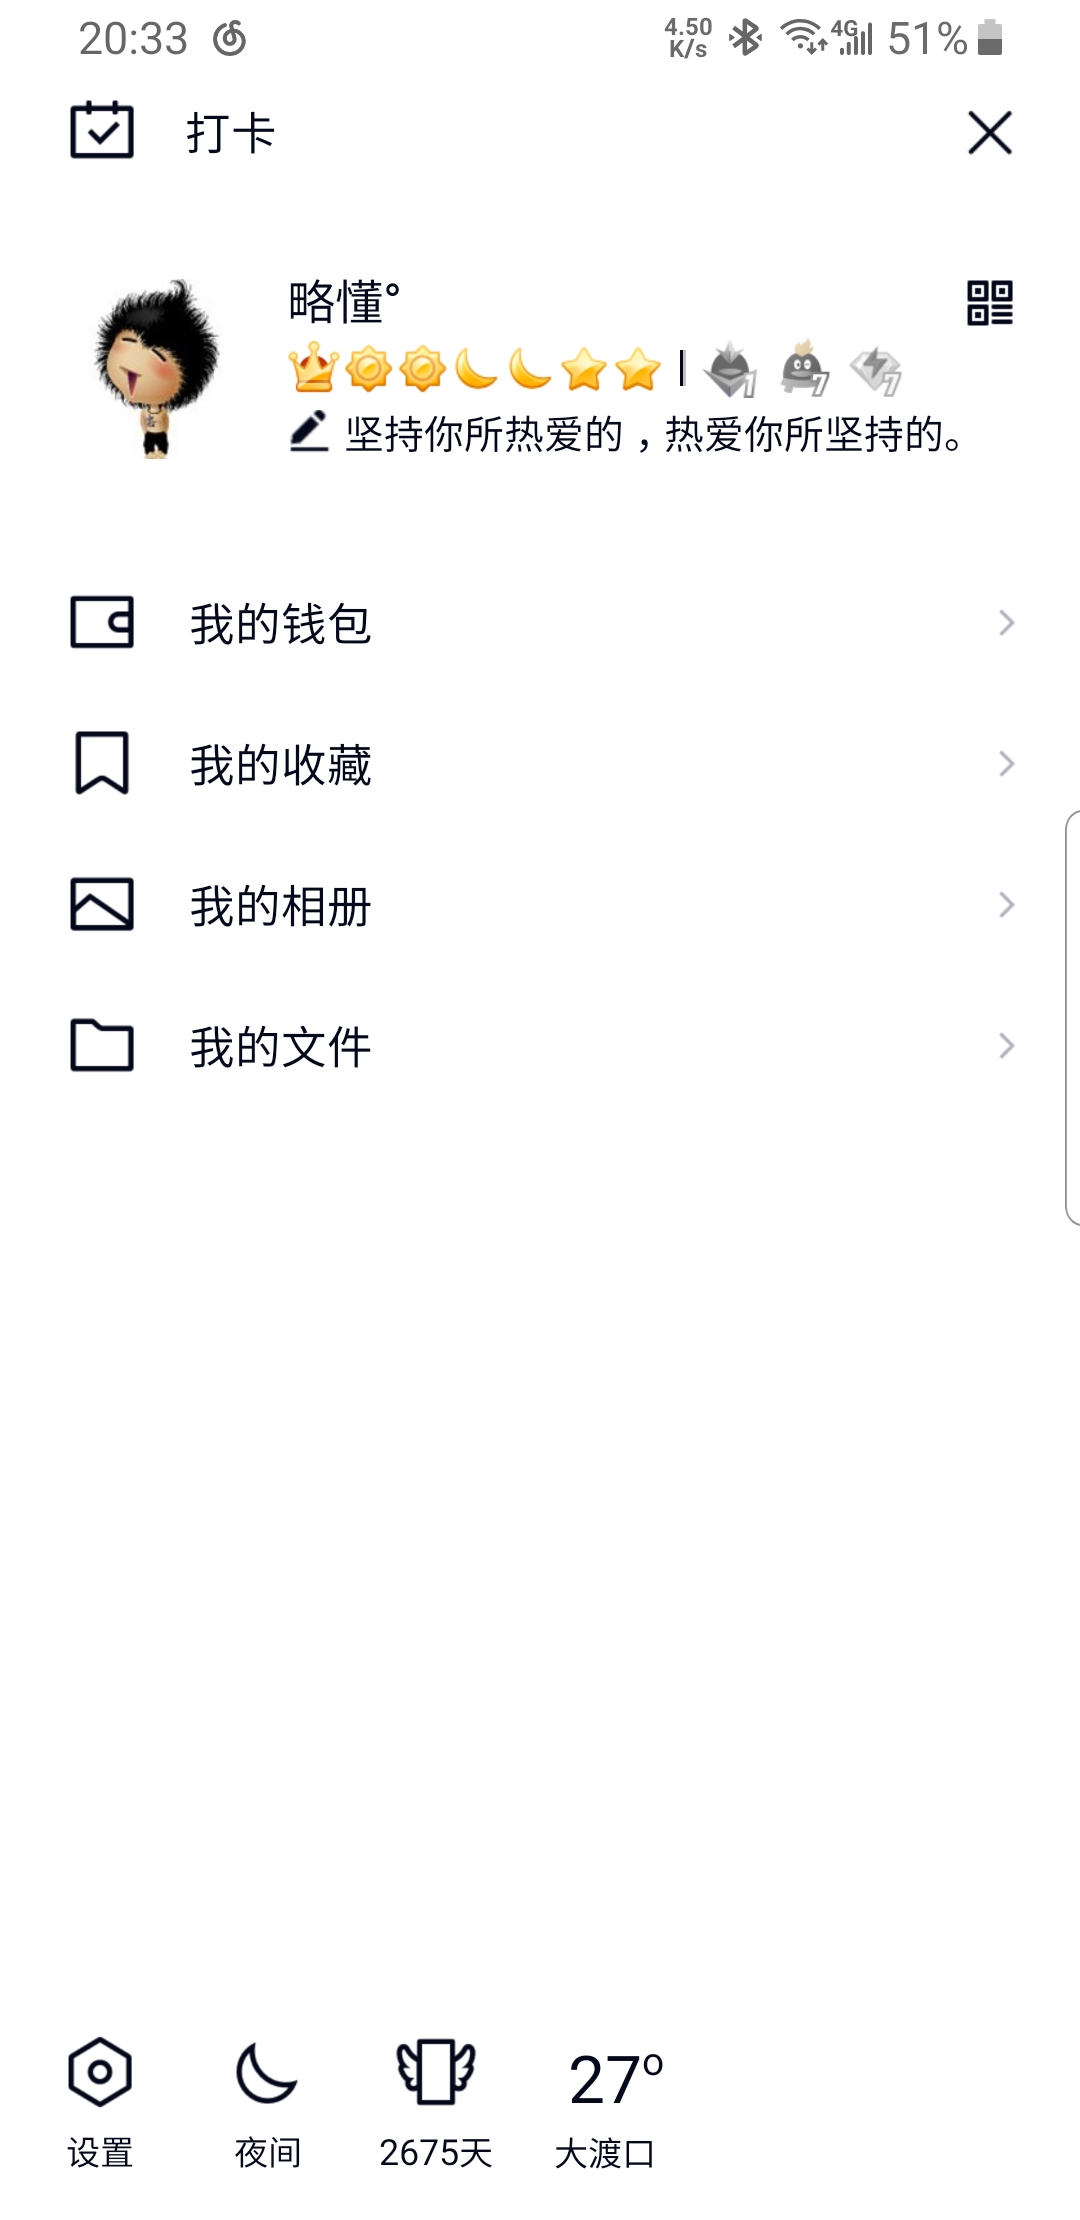 20:33
4.50 K/s 4G 51%
打卡
略懂°
1 7 7
坚持你所热爱的，热爱你所坚持的。
我的钱包
我的收藏
我的相册
我的文件
27°
设置 夜间 2675天 大渡口